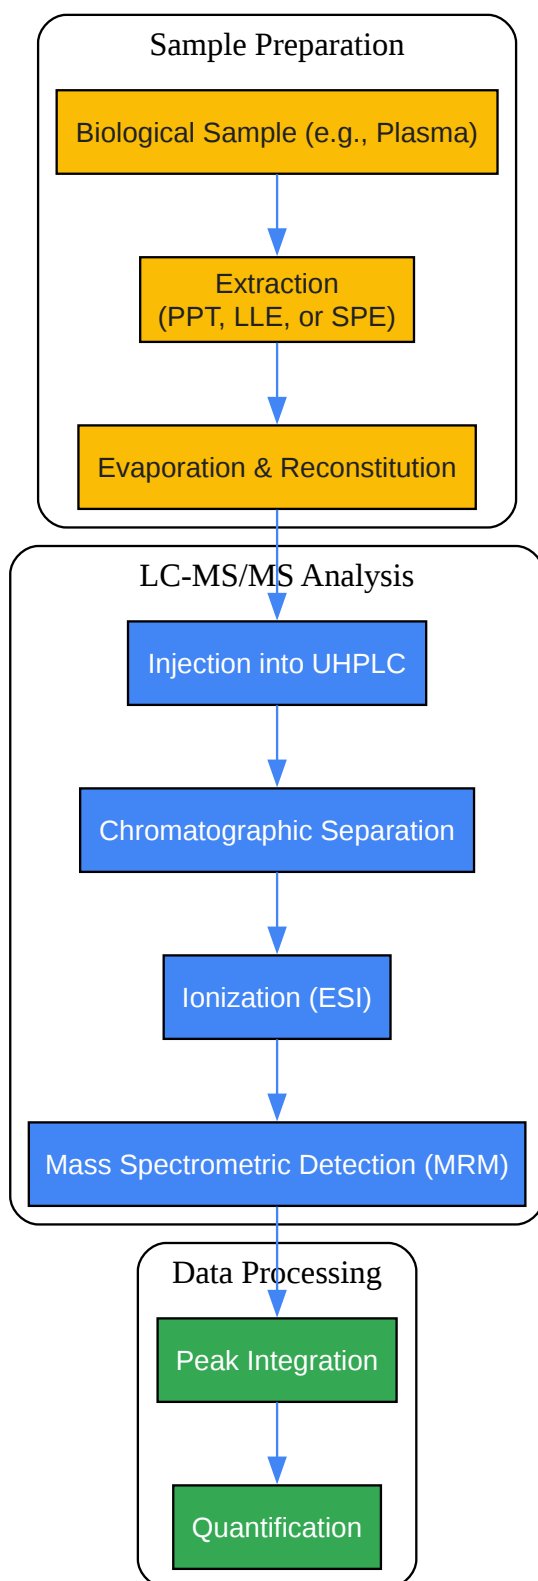 Sample Preparation
Biological Sample (e.g., Plasma)
Extraction
(PPT, LLE, or SPE)
Evaporation & Reconstitution
LC-MS/MS Analysis
Injection into UHPLC
Chromatographic Separation
Ionization (ESI)
Mass Spectrometric Detection (MRM)
Data Processing
Peak Integration
Quantification